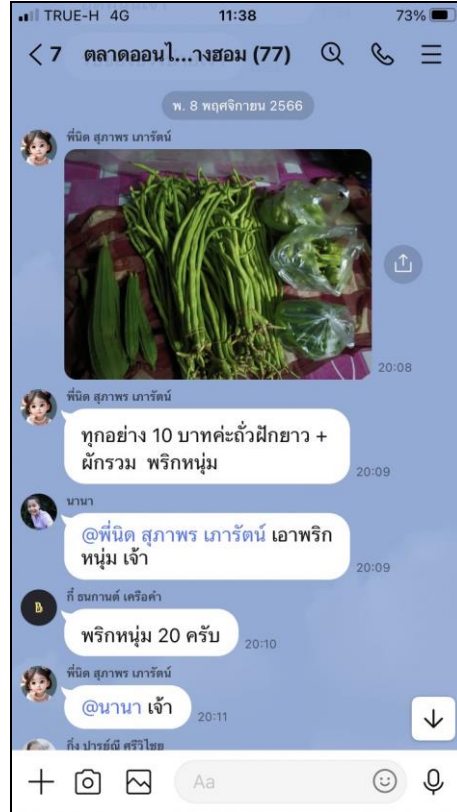 TRUE-H 4G 11:38 73%
7 ตลาดออนไ...างฮอม (77)
พ. 8 พฤศจิกายน 2566
พี่นิด สุภาพร เภารัตน์
20:08
พี่นิด สุภาพร เภารัตน์
ทุกอย่าง 10 บาทค่ะถั่วฝักยาว +
ผักรวม พริกหนุ่ม
20:09
นานา
@พี่นิด สุภาพร เภารัตน์ เอาพริก
หนุ่ม เจ้า
20:09
กี้ ธนกานต์ เครือคำ
พริกหนุ่ม 20 ครับ
20:10
พี่นิด สุภาพร เภารัตน์
@นานา เจ้า
20:11
กิ่ง ปารย์ณี ศรีวิไชย
Aa